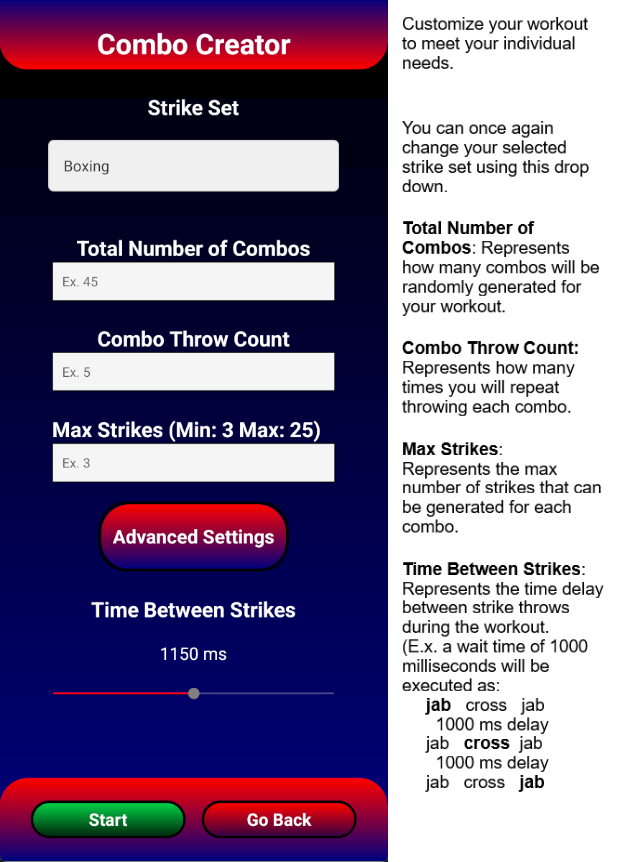 Combo Creator
Strike Set
Boxing
Total Number of Combos
Ex. 45
Combo Throw Count
Ex. 5
Max Strikes (Min: 3 Max: 25)
Ex. 3
Advanced Settings
Time Between Strikes
1150 ms
Start
Go Back
Customize your workout
to meet your individual
needs.
You can once again
change your selected
strike set using this drop
down.
Total Number of
Combos: Represents
how many combos will be
randomly generated for
your workout.
Combo Throw Count:
Represents how many
times you will repeat
throwing each combo.
Max Strikes:
Represents the max
number of strikes that can
be generated for each
combo.
Time Between Strikes:
Represents the time delay
between strike throws
during the workout.
(E.x. a wait time of 1000
milliseconds will be
executed as:
jab cross jab
1000 ms delay
jab cross jab
1000 ms delay
jab cross jab